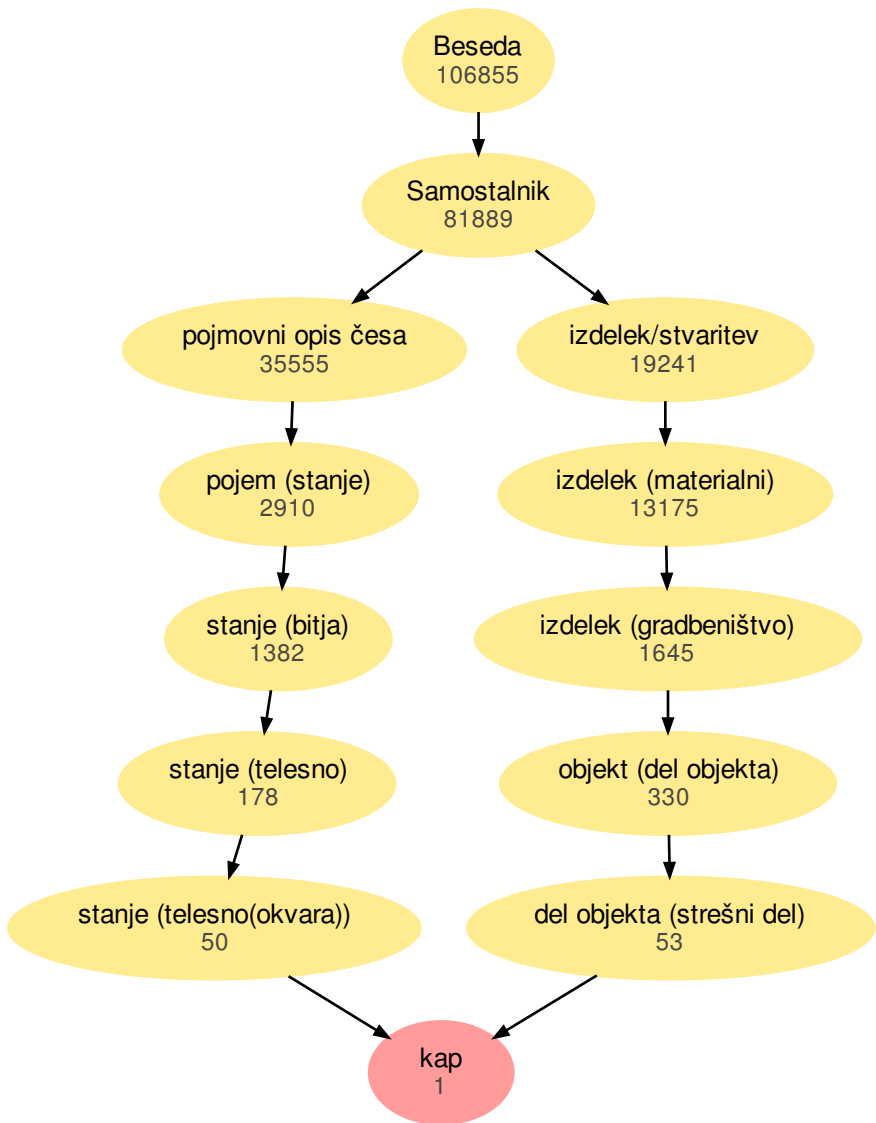 Beseda
106855
Samostalnik
81889
pojmovni opis česa
35555
izdelek/stvaritev
19241
pojem (stanje)
2910
izdelek (materialni)
13175
stanje (bitja)
1382
izdelek (gradbeništvo)
1645
stanje (telesno)
178
objekt (del objekta)
330
stanje (telesno(okvara))
50
del objekta (strešni del)
53
kap
1